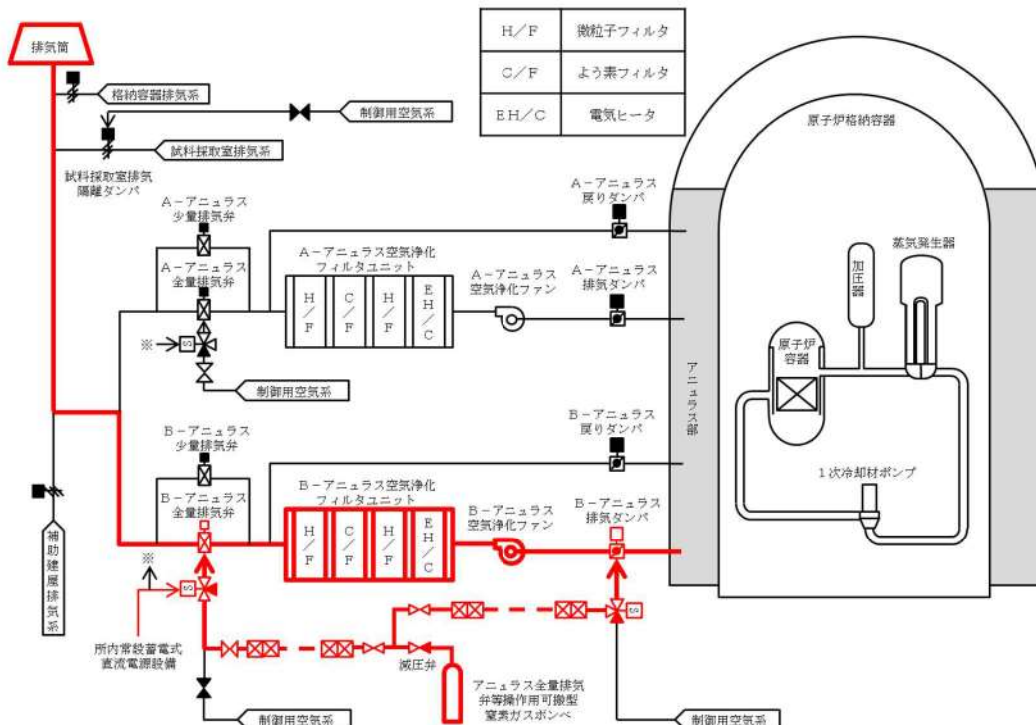 排気筒
H／F 微粒子フィルタ
C／F よう素フィルタ
EH／C 電気ヒータ
格納容器排気系
制御用空気系
試料採取室排気系
試料採取室排気
隔離ダンパ
原子炉格納容器
A－アニュラス
少量排気弁
A－アニュラス
戻りダンパ
A－アニュラス空気浄化
フィルタユニット
A－アニュラス
全量排気弁
H／F
C／F
H／F
EH／C
A－アニュラス
空気浄化ファン
A－アニュラス
排気ダンパ
蒸気発生器
加圧器
原子炉
容器
※
S
制御用空気系
アニュラス部
B－アニュラス
少量排気弁
B－アニュラス
戻りダンパ
1次冷却材ポンプ
B－アニュラス空気浄化
フィルタユニット
B－アニュラス
全量排気弁
H／F
C／F
H／F
EH／C
B－アニュラス
空気浄化ファン
B－アニュラス
排気ダンパ
補助建屋排気系
※
S
S
所内常設蓄電式
直流電源設備
減圧弁
アニュラス全量排気
弁等操作用可搬型
窒素ガスボンベ
制御用空気系
制御用空気系